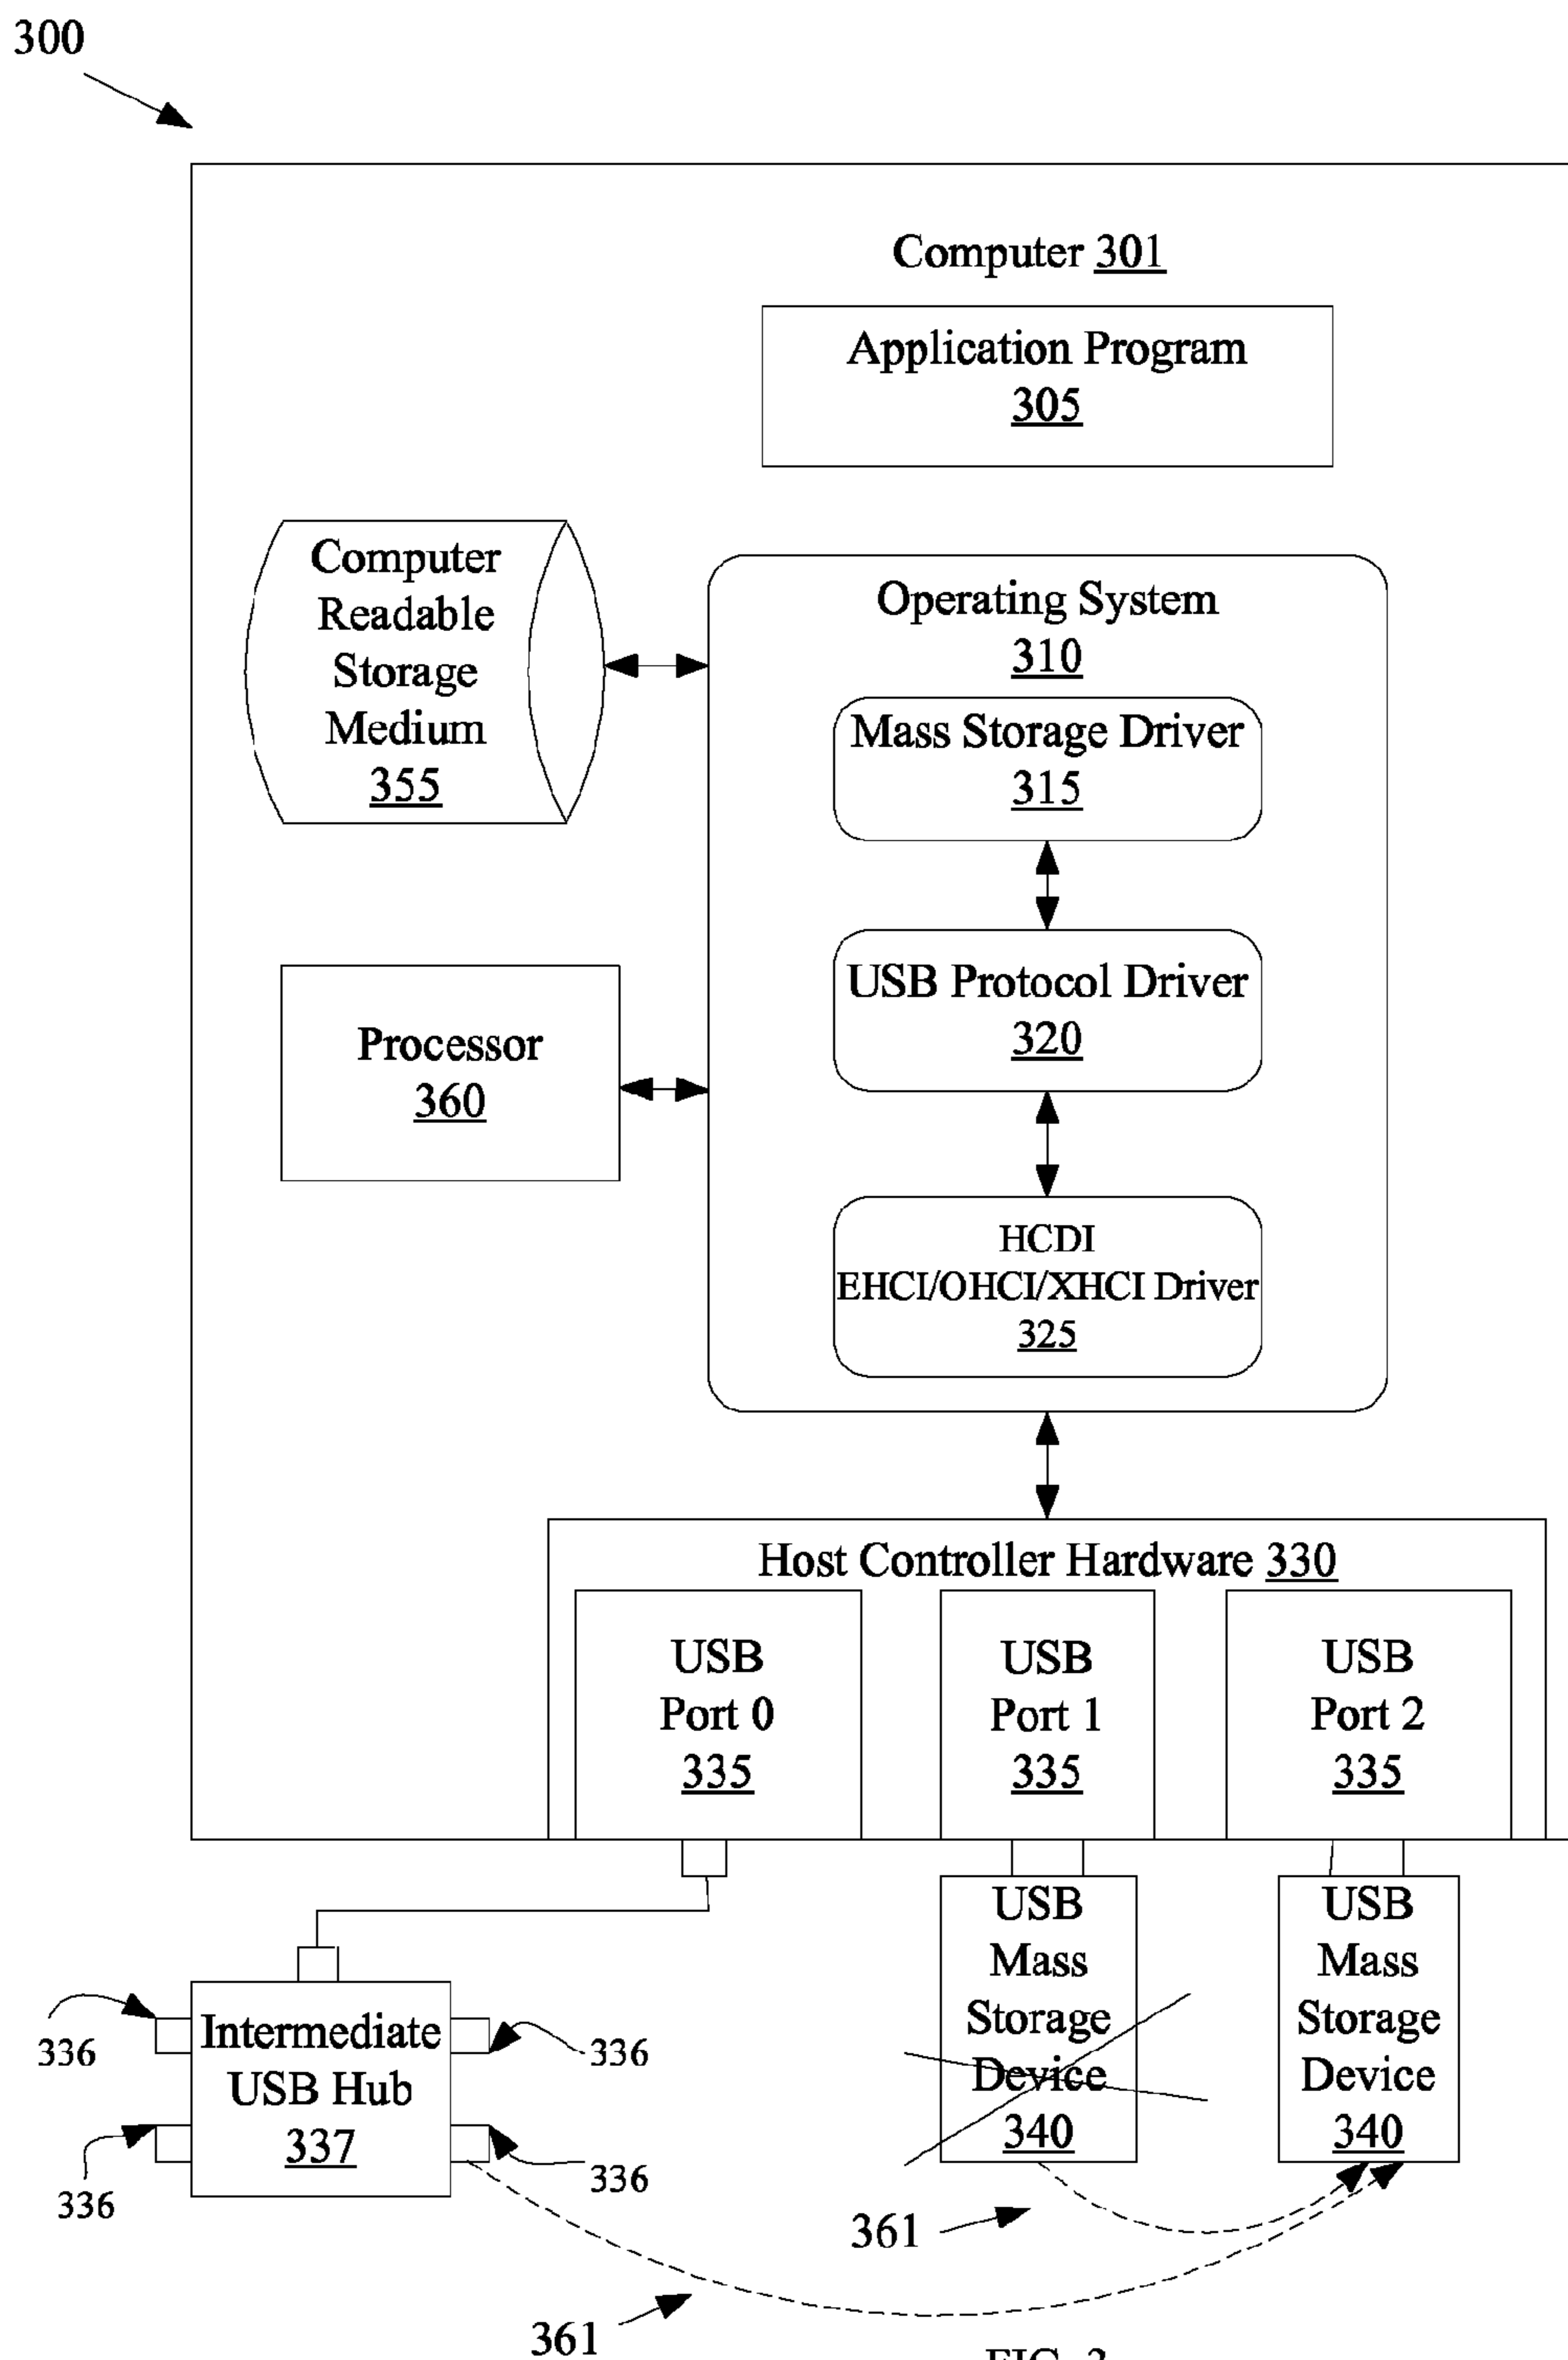 300
Computer 301
Application Program
305
Computer
Readable
Storage
Medium
355
Operating System
310
Mass Storage Driver
315
USB Protocol Driver
320
Processor
360
HCDI
EHCI/OHCI/XHCI Driver
325
Host Controller Hardware 330
USB
Port 0
335
USB
Port 1
335
USB
Port 2
335
USB
Mass
Storage
Device
340
USB
Mass
Storage
Device
340
336
Intermediate
USB Hub
337
336
336
336
361
361
FIG. 3